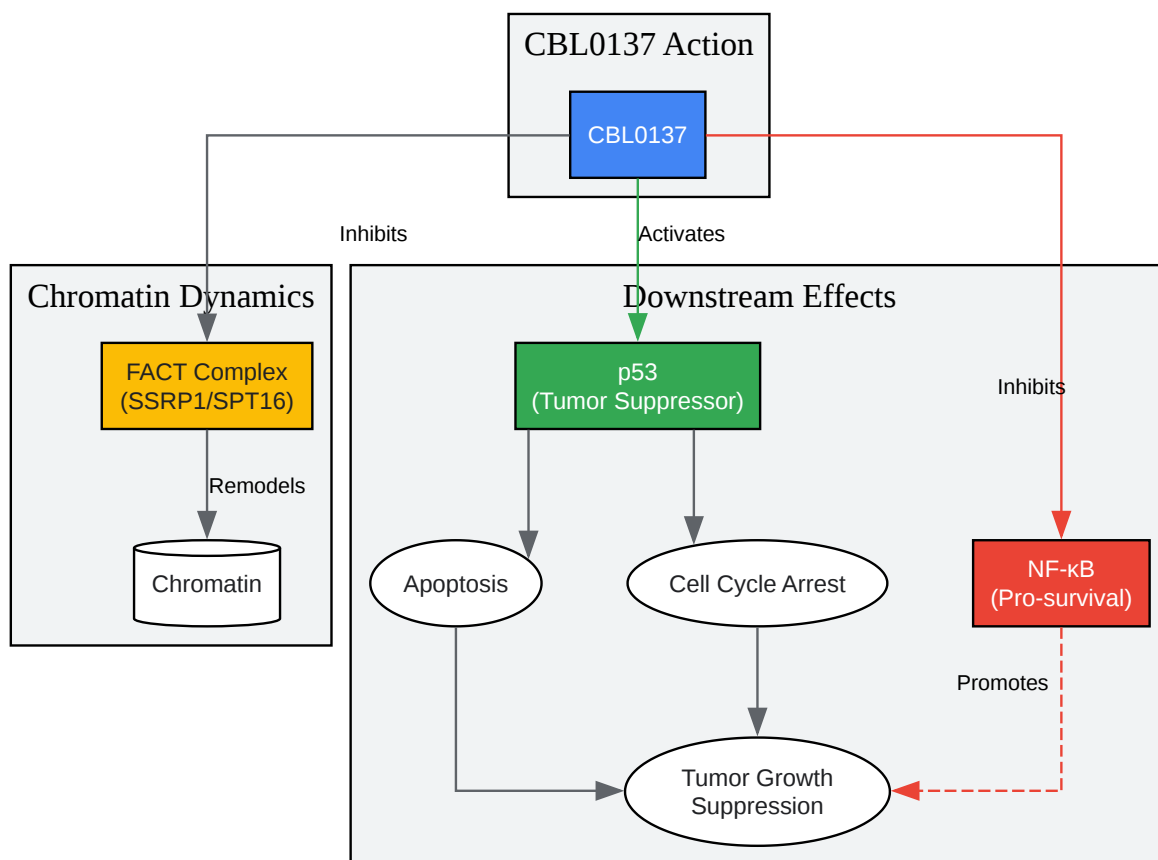 CBL0137 Action
CBL0137
Inhibits
Activates
Chromatin Dynamics
Downstream Effects
FACT Complex
(SSRP1/SPT16)
p53
(Tumor Suppressor)
Inhibits
Remodels
Chromatin
Apoptosis
Cell Cycle Arrest
NF-κB
(Pro-survival)
Promotes
Tumor Growth
Suppression